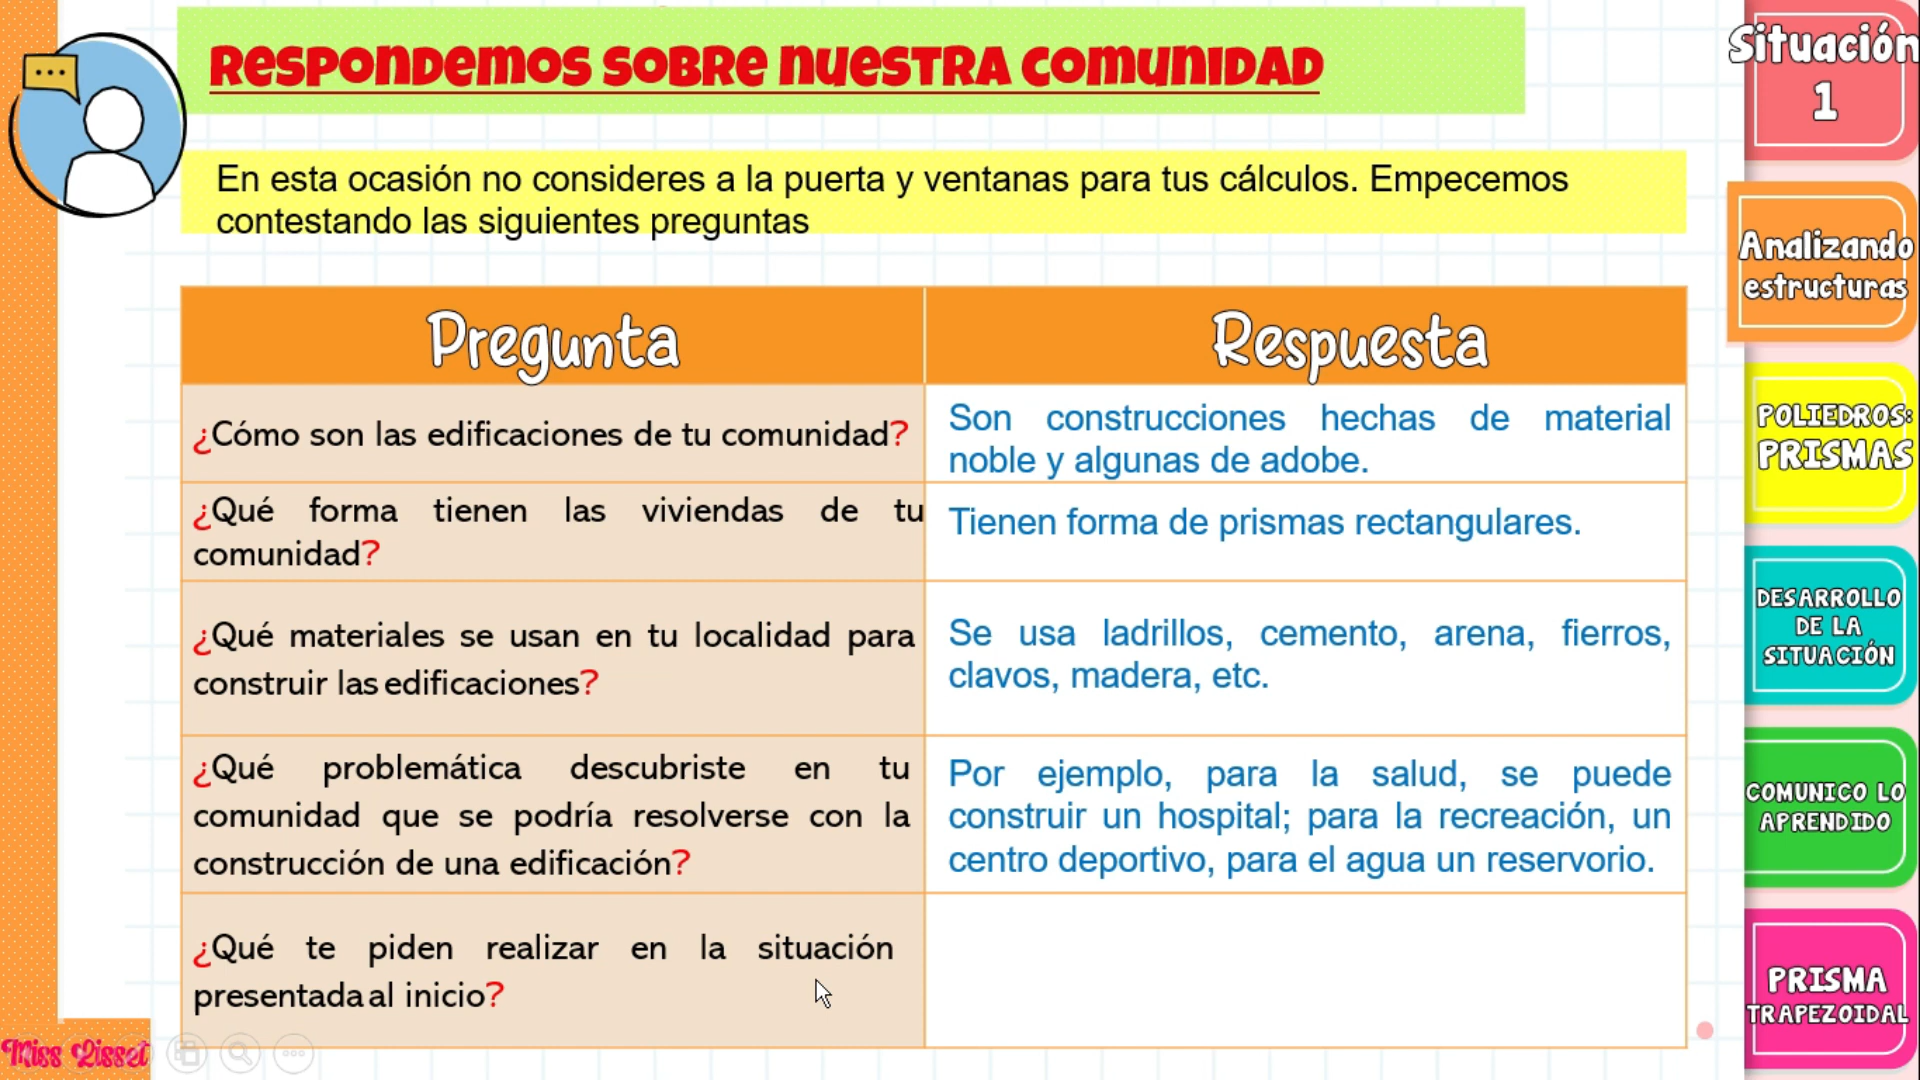 Respondemos sobre nuestra comunidad
En esta ocasión no consideres a la puerta y ventanas para tus cálculos. Empecemos
contestando las siguientes preguntas
Pregunta
Respuesta
¿Cómo son las edificaciones de tu comunidad?
Son construcciones hechas de material
noble y algunas de adobe.
¿Qué forma tienen las viviendas de tu
comunidad?
Tienen forma de prismas rectangulares.
¿Qué materiales se usan en tu localidad para
construir las edificaciones?
Se usa ladrillos, cemento, arena, fierros,
clavos, madera, etc.
¿Qué problemática descubriste en tu
comunidad que se podría resolverse con la
construcción de una edificación?
Por ejemplo, para la salud, se puede
construir un hospital; para la recreación, un
centro deportivo, para el agua un reservorio.
¿Qué te piden realizar en la situación
presentada al inicio?
Situación
1
Analizando
estructuras
POLIEDROS:
PRISMAS
DESARROLLO
DE LA
SITUACIÓN
COMUNICO LO
APRENDIDO
PRISMA
TRAPEZOIDAL
Miss Lisset